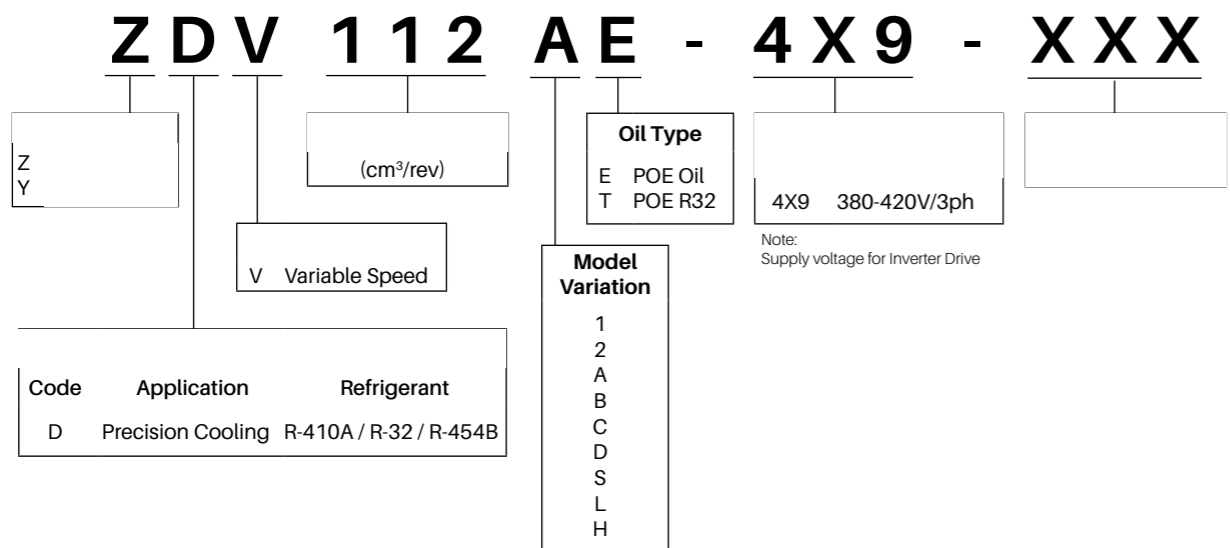 ZDV 112 AE - 4X9 - XXX
Z
Y
(cm³/rev)
Oil Type
E POE Oil
T POE R32
4X9 380-420V/3ph
Note:
Supply voltage for Inverter Drive
V Variable Speed
Model
Variation
1
2
A
B
C
D
S
L
H
Code Application Refrigerant
D Precision Cooling R-410A / R-32 / R-454B